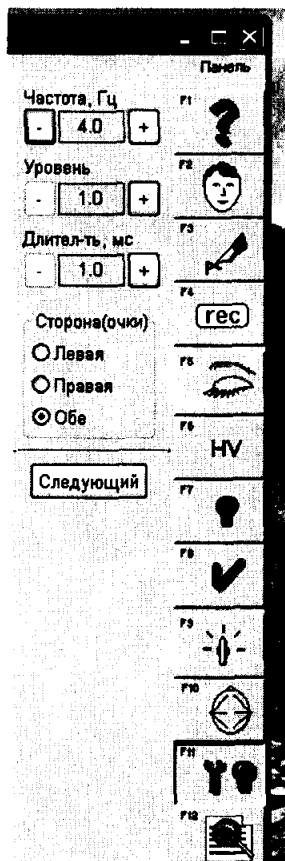 Панель
Частота, Гц
- 4.0 +
Уровень
- 1.0 +
Длител-ть, мс
- 1.0 +
Сторона(очки)
Левая
Правая
Обе
Следующий
F1
F2
F3
F4
rec
F5
F6
HV
F7
F8
F9
F10
F11
F12